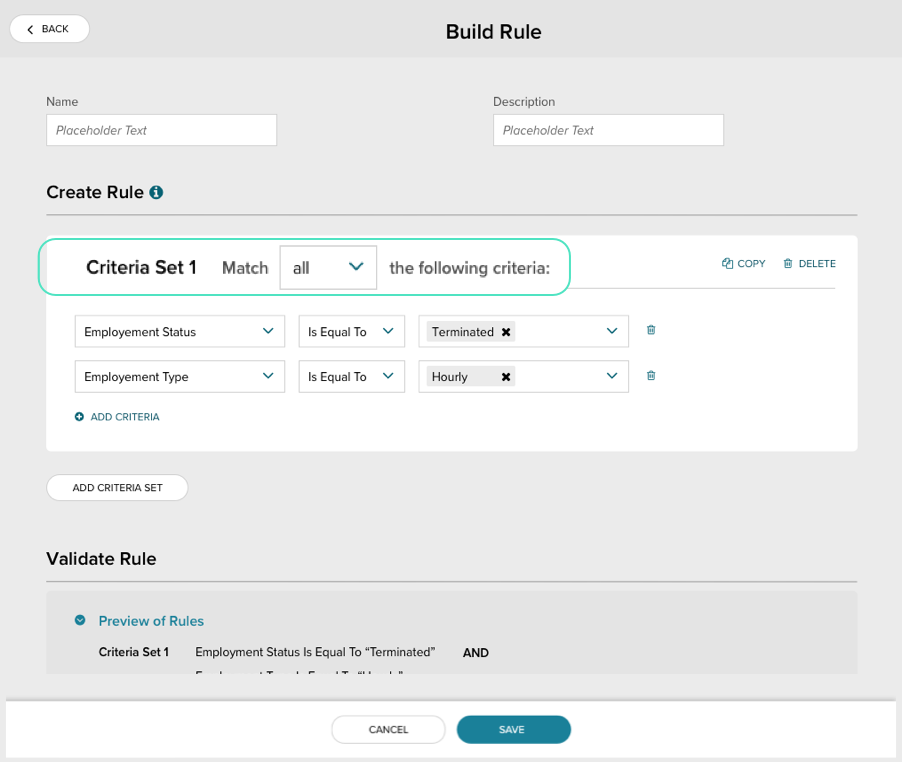 BACK
Build Rule
Name
Description
Placeholder Text
Placeholder Text
Create Rule
Criteria Set 1 Match all the following criteria:
COPY
DELETE
Employement Status Is Equal To Terminated
Employement Type Is Equal To Hourly
ADD CRITERIA
ADD CRITERIA SET
Validate Rule
Preview of Rules
Criteria Set 1 Employment Status Is Equal To “Terminated” AND
CANCEL
SAVE